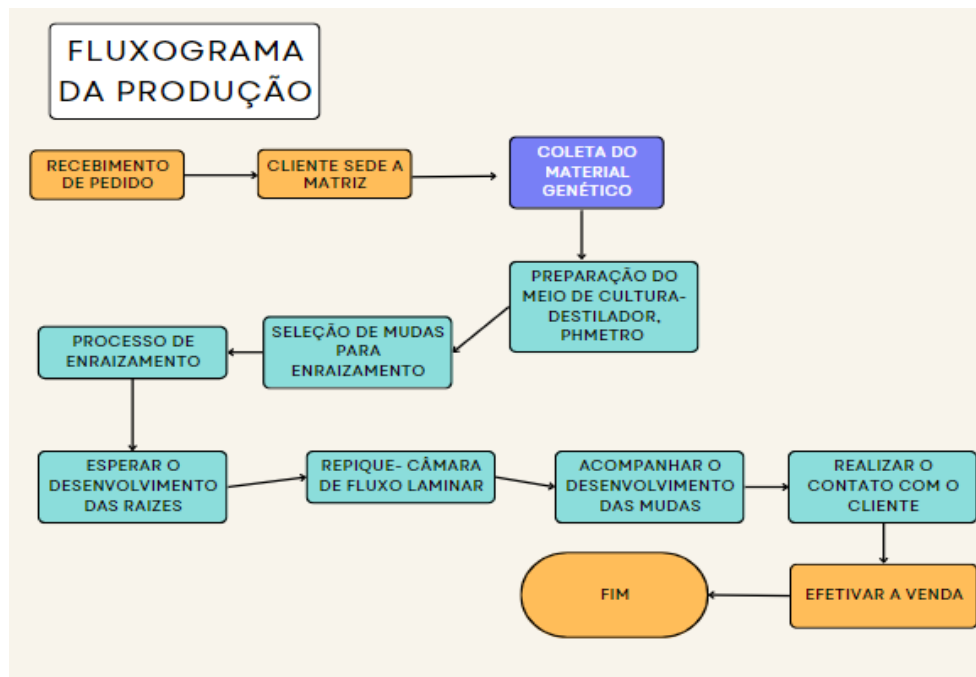 FLUXOGRAMA
DA PRODUÇÃO
RECEBIMENTO
DE PEDIDO
CLIENTE SEDE A
MATRIZ
COLETA DO
MATERIAL
GENÉTICO
PREPARAÇÃO DO
MEIO DE CULTURA-
DESTILADOR,
PHMETRO
SELEÇÃO DE MUDAS
PARA
ENRAIZAMENTO
PROCESSO DE
ENRAIZAMENTO
ESPERAR O
DESENVOLVIMENTO
DAS RAIZES
REPIQUE- CÂMARA
DE FLUXO LAMINAR
ACOMPANHAR O
DESENVOLVIMENTO
DAS MUDAS
REALIZAR O
CONTATO COM O
CLIENTE
EFETIVAR A VENDA
FIM